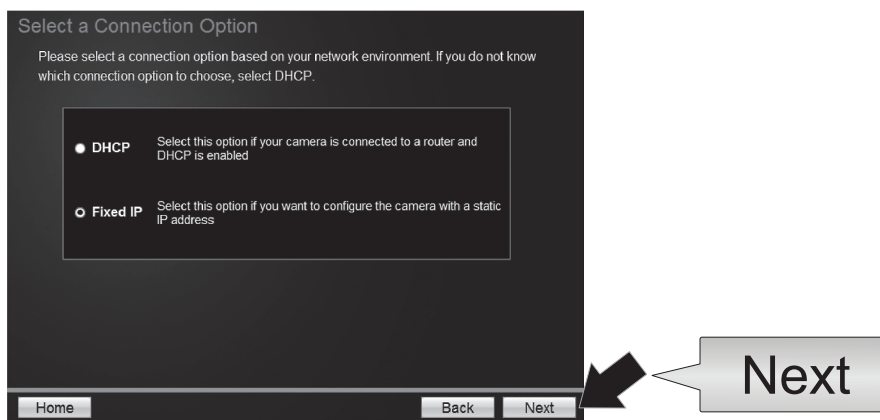 Select a Connection Option
Please select a connection option based on your network environment. If you do not know
which connection option to choose, select DHCP.
DHCP
Select this option if your camera is connected to a router and
DHCP is enabled
Fixed IP
Select this option if you want to configure the camera with a static
IP address
Home
Back
Next
Next